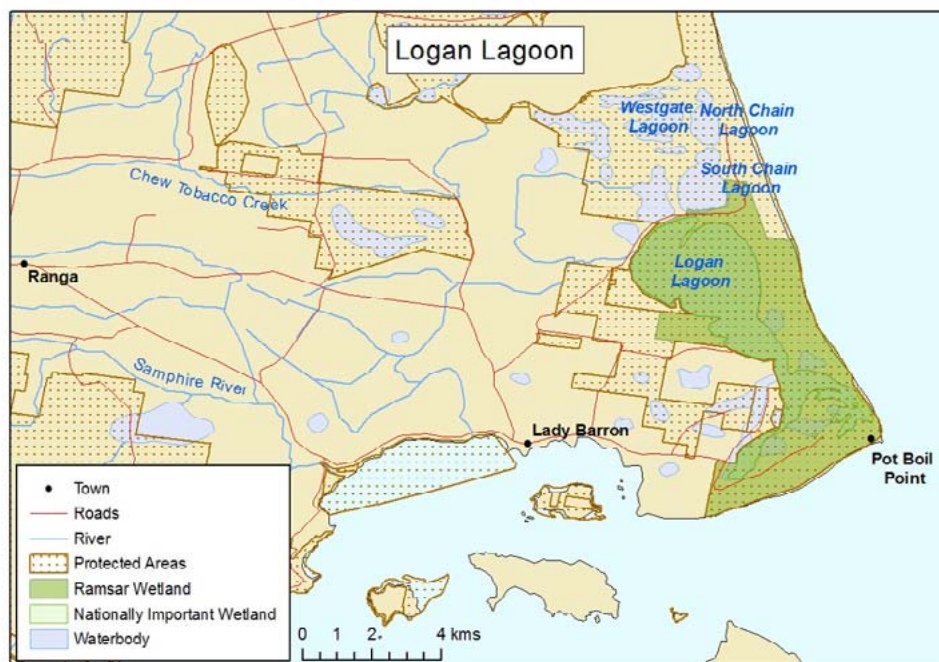 Logan Lagoon
Westgate
Lagoon
North Chain
Lagoon
South Chain
Lagoon
Chew Tobacco Creek
Logan
Lagoon
Ranga
Samphire River
Lady Barron
Pot Boil
Point
Town
Roads
River
Protected Areas
Ramsar Wetland
Nationally Important Wetland
Waterbody
0 1 2 4 kms